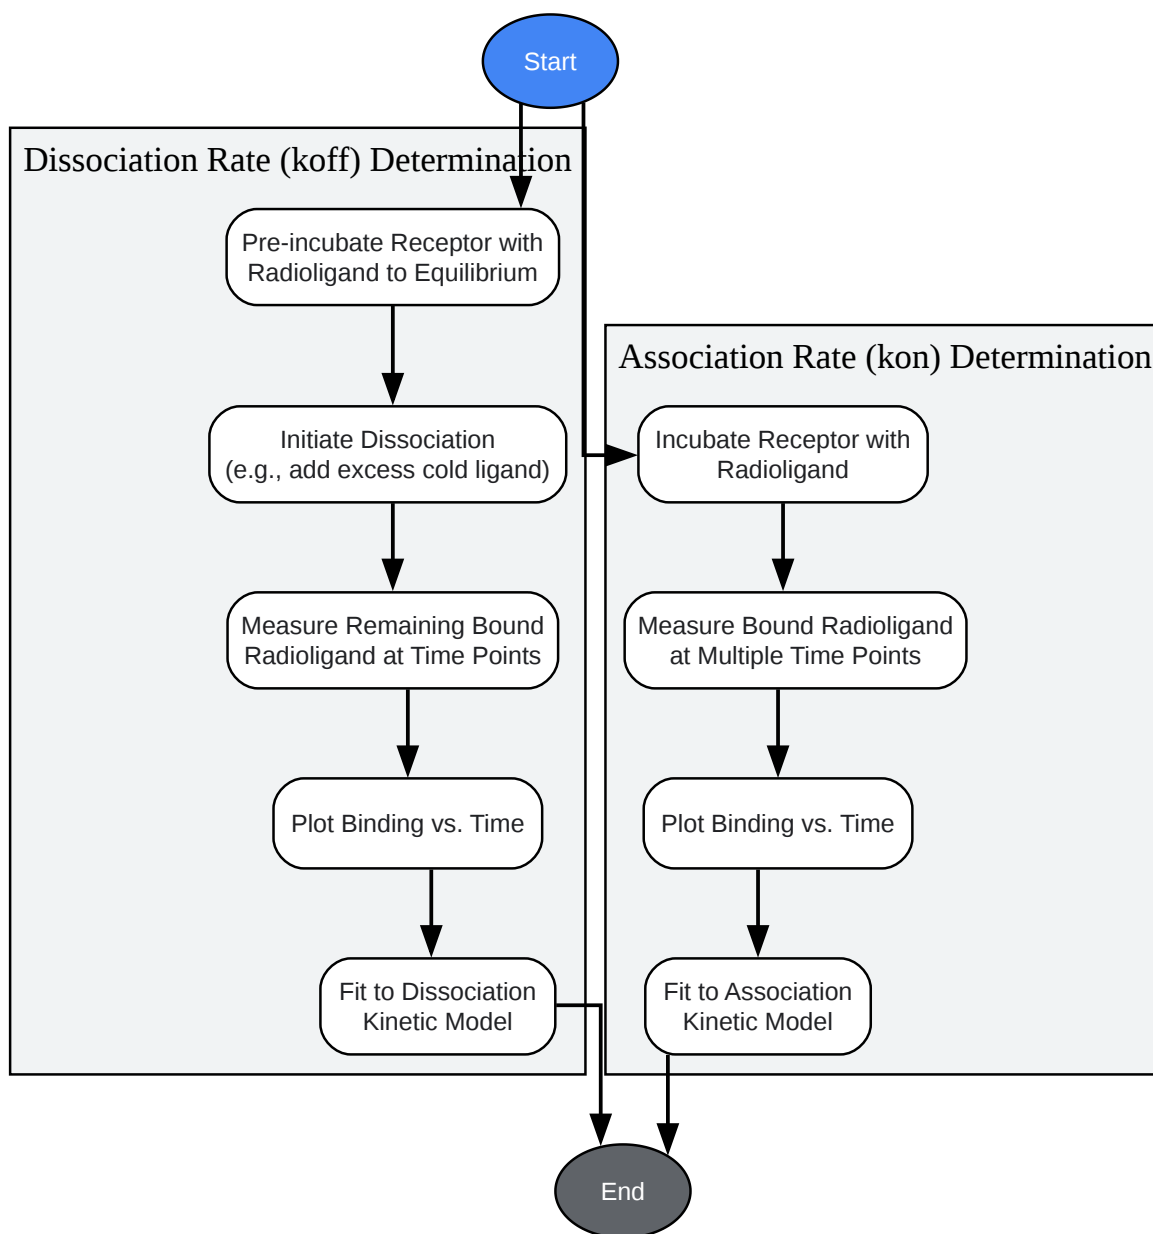 Start
Dissociation Rate (koff) Determination
Pre-incubate Receptor with
Radioligand to Equilibrium
Initiate Dissociation
(e.g., add excess cold ligand)
Measure Remaining Bound
Radioligand at Time Points
Plot Binding vs. Time
Fit to Dissociation
Kinetic Model
Association Rate (kon) Determination
Incubate Receptor with
Radioligand
Measure Bound Radioligand
at Multiple Time Points
Plot Binding vs. Time
Fit to Association
Kinetic Model
End